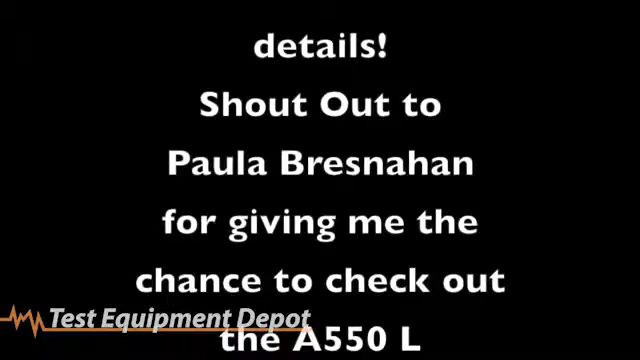 details!
Shout Out to
Paula Bresnahan
for giving me the
chance to check out
Test Equipment Depot
the A550 L